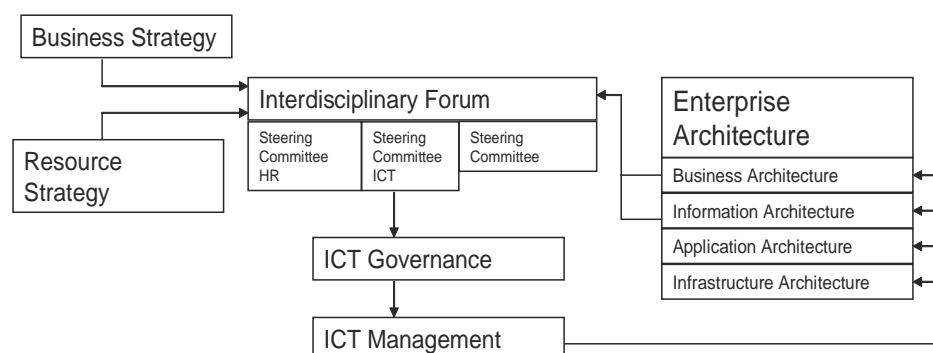 Business Strategy
Resource
Strategy
Interdisciplinary Forum
Steering
Committee
HR
Steering
Committee
ICT
Steering
Committee
ICT Governance
ICT Management
Enterprise
Architecture
Business Architecture
Information Architecture
Application Architecture
Infrastructure Architecture